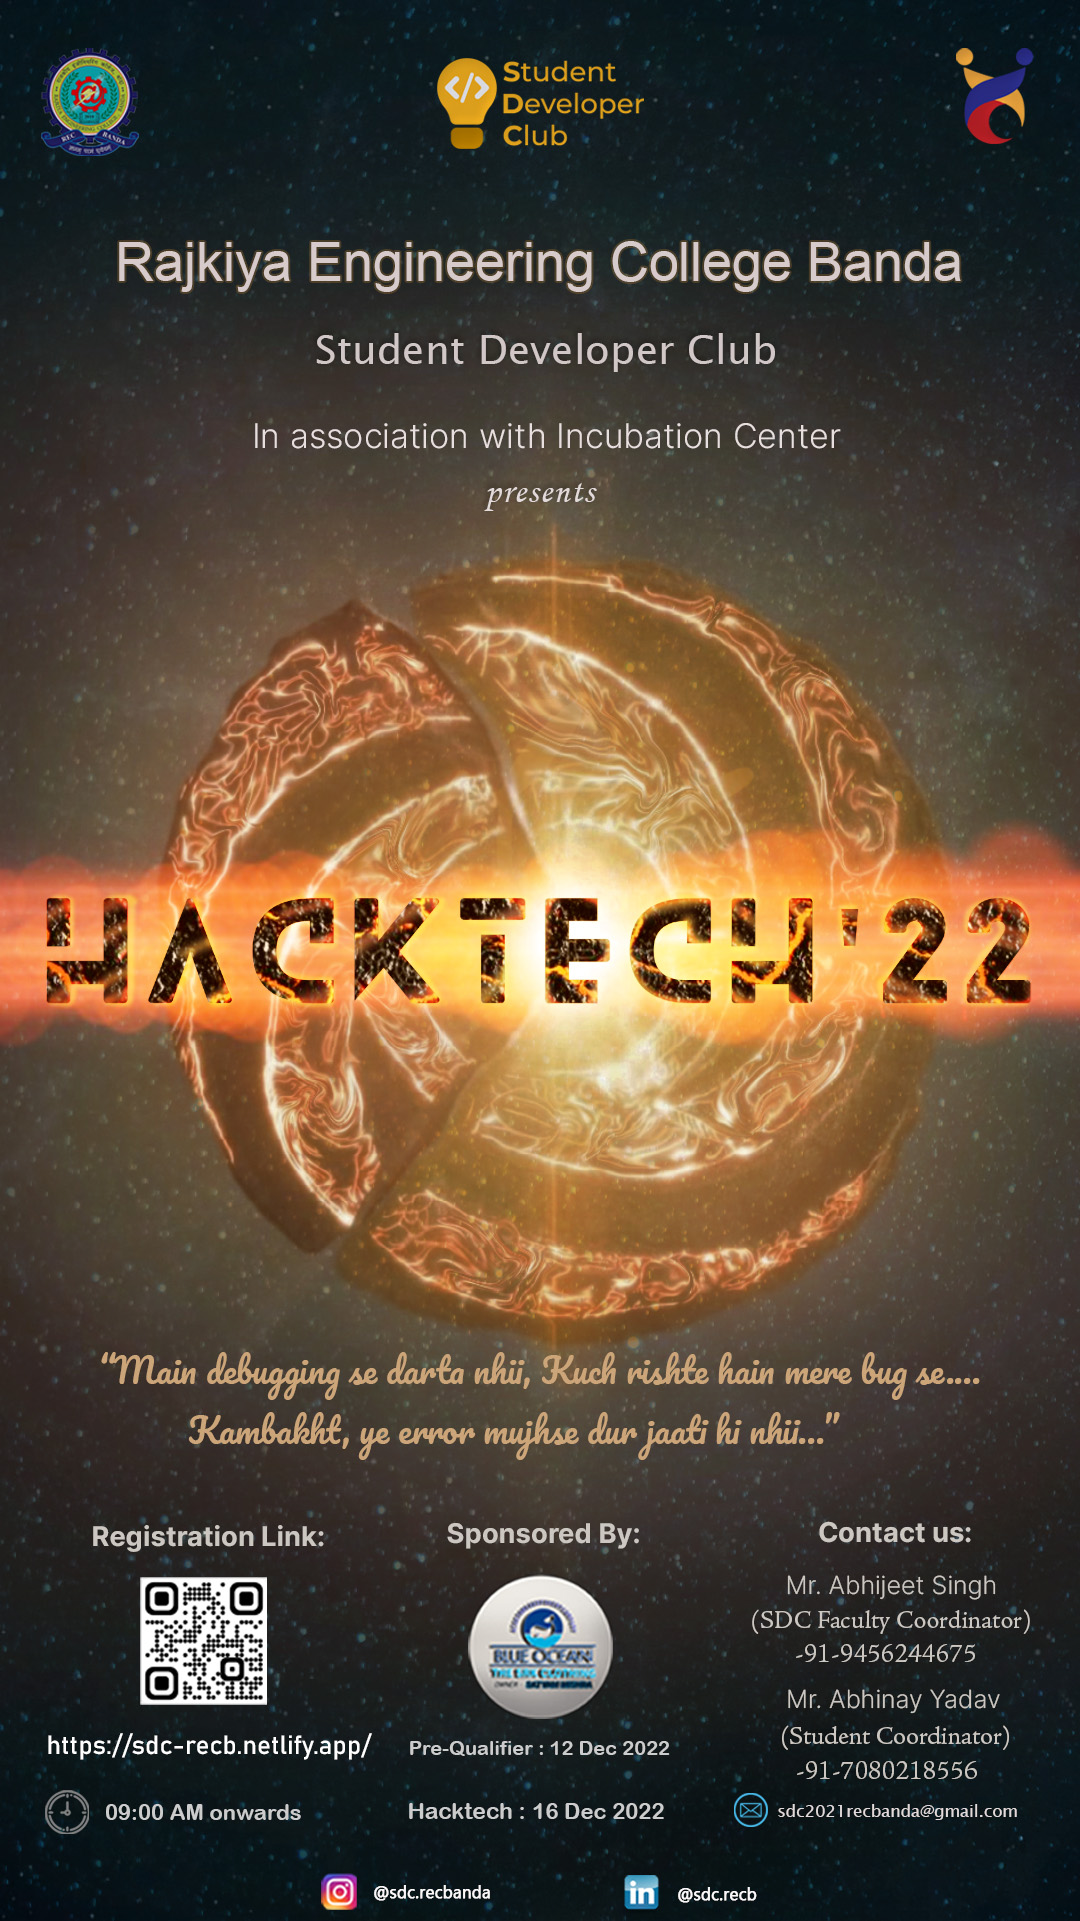 REC BANDA
Student
Developer
Club
Rajkiya Engineering College Banda
Student Developer Club
In association with Incubation Center
presents
HACKTECH'22
“Main debugging se darta nhii, Kuch rishte hain mere bug se....
Kambakht, ye error mujhse dur jaati hi nhii...”
Registration Link:
https://sdc-recb.netlify.app/
09:00 AM onwards
Sponsored By:
BLUE OCEAN
Pre-Qualifier : 12 Dec 2022
Hacktech : 16 Dec 2022
Contact us:
Mr. Abhijeet Singh
(SDC Faculty Coordinator)
-91-9456244675
Mr. Abhinay Yadav
(Student Coordinator)
-91-7080218556
sdc2021recbanda@gmail.com
@sdc.recbanda
in @sdc.recb